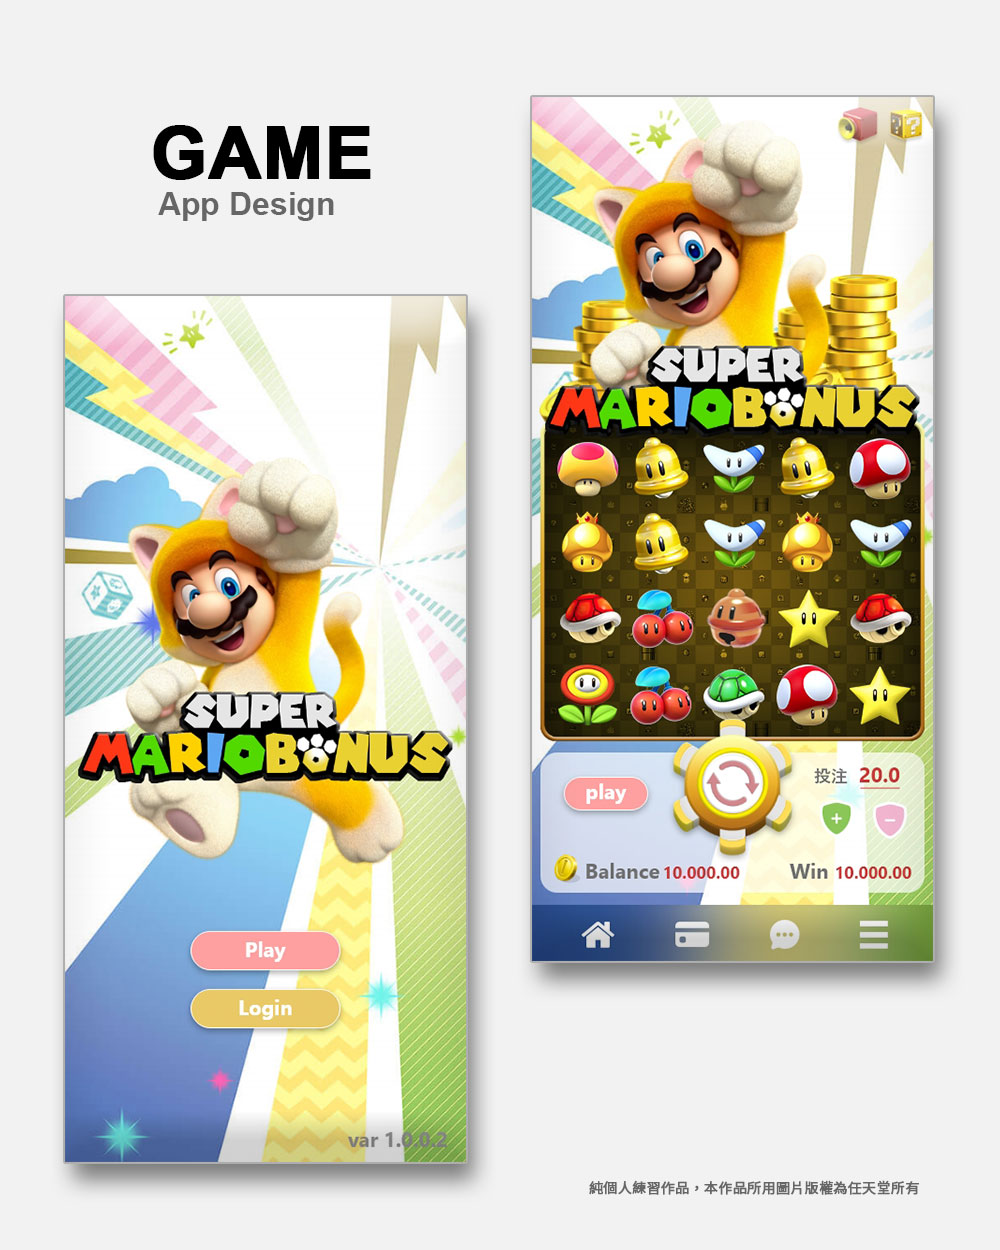 GAME
App Design
SUPER
MARIOBONUS
Play
Login
var 1.0.0.2
SUPER
MARIOBONUS
play
投注 20.0
Balance 10.000.00
Win 10.000.00
純個人練習作品，本作品所用圖片版權為任天堂所有